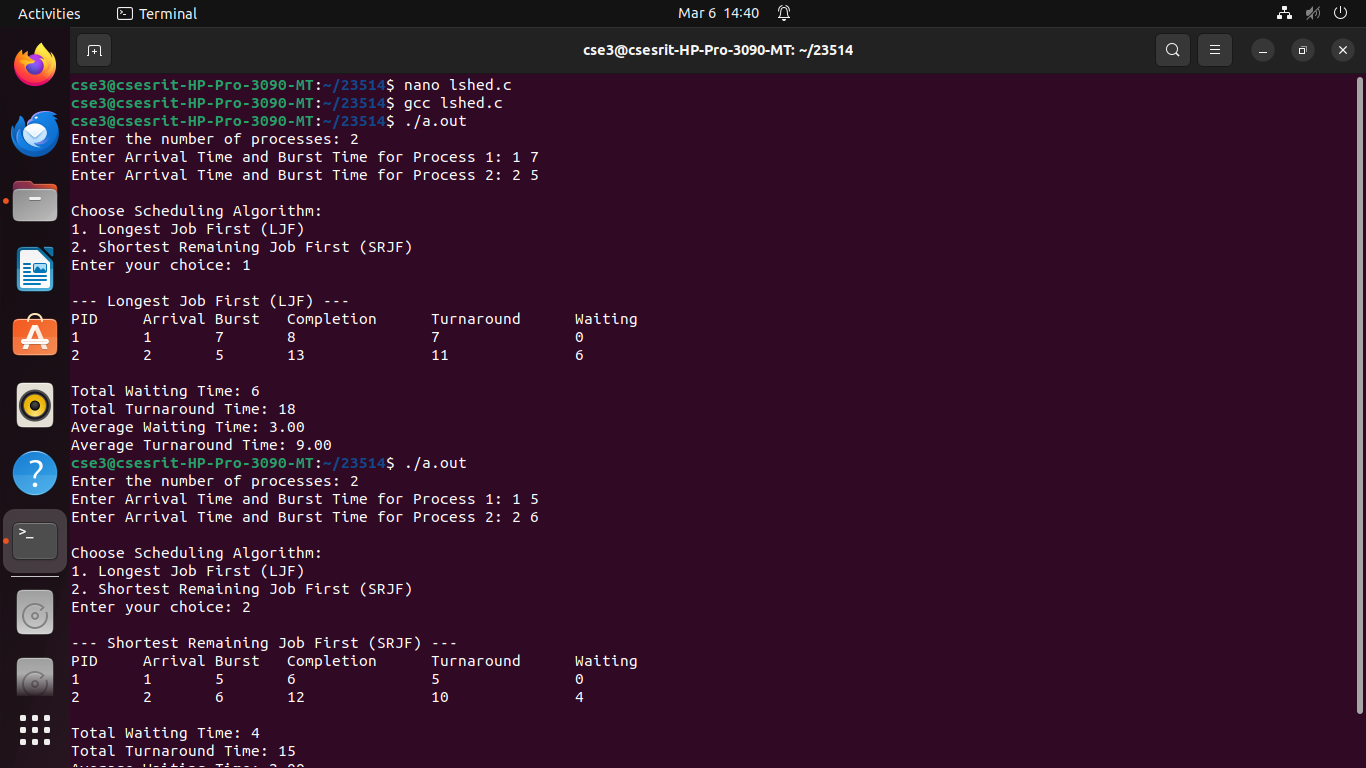 Activities Terminal Mar 6 14:40
cse3@csesrit-HP-Pro-3090-MT: ~/23514
cse3@csesrit-HP-Pro-3090-MT:~/23514$ nano lshed.c
cse3@csesrit-HP-Pro-3090-MT:~/23514$ gcc lshed.c
cse3@csesrit-HP-Pro-3090-MT:~/23514$ ./a.out
Enter the number of processes: 2
Enter Arrival Time and Burst Time for Process 1: 1 7
Enter Arrival Time and Burst Time for Process 2: 2 5
Choose Scheduling Algorithm:
1. Longest Job First (LJF)
2. Shortest Remaining Job First (SRJF)
Enter your choice: 1
--- Longest Job First (LJF) ---
PID Arrival Burst Completion Turnaround Waiting
1 1 7 8 7 0
2 2 5 13 11 6
Total Waiting Time: 6
Total Turnaround Time: 18
Average Waiting Time: 3.00
Average Turnaround Time: 9.00
cse3@csesrit-HP-Pro-3090-MT:~/23514$ ./a.out
Enter the number of processes: 2
Enter Arrival Time and Burst Time for Process 1: 1 5
Enter Arrival Time and Burst Time for Process 2: 2 6
Choose Scheduling Algorithm:
1. Longest Job First (LJF)
2. Shortest Remaining Job First (SRJF)
Enter your choice: 2
--- Shortest Remaining Job First (SRJF) ---
PID Arrival Burst Completion Turnaround Waiting
1 1 5 6 5 0
2 2 6 12 10 4
Total Waiting Time: 4
Total Turnaround Time: 15
Average Waiting Time: 2.00